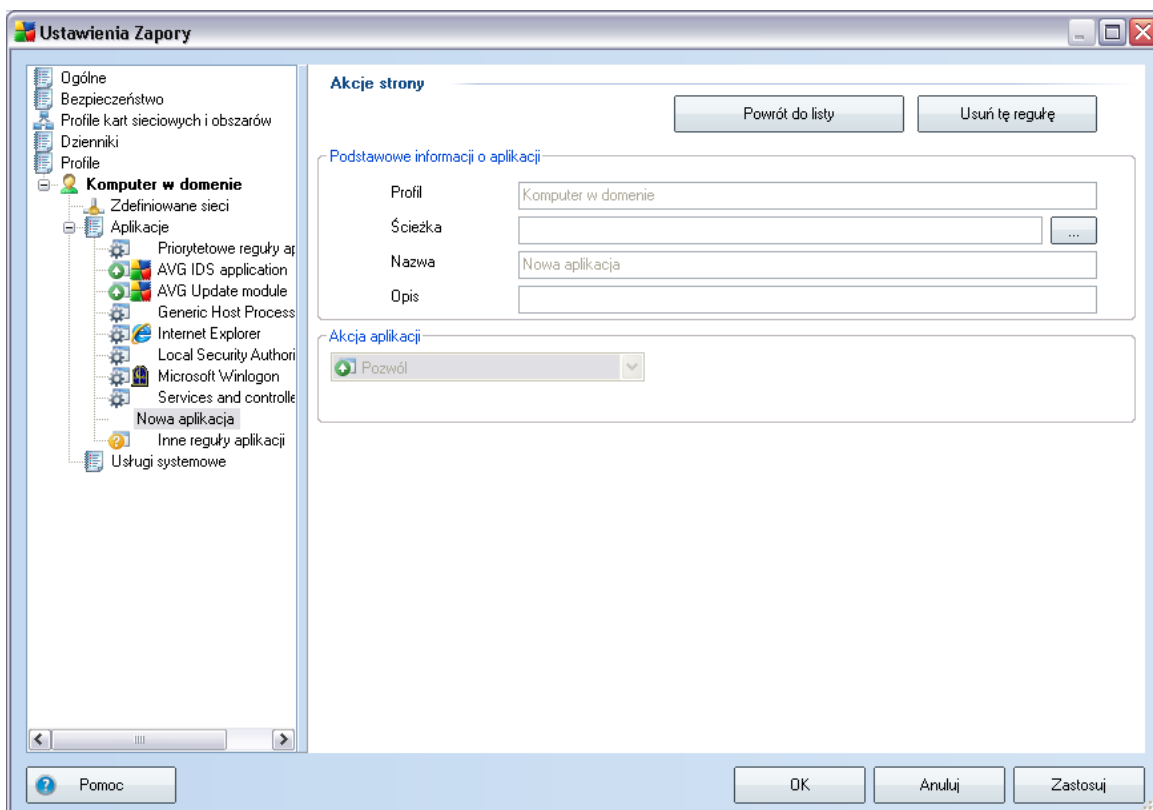 Ustawienia Zapory
Ogólne
Bezpieczeństwo
Profile kart sieciowych i obszarów
Dzienniki
Profile
Komputer w domenie
Zdefiniowane sieci
Aplikacje
Priorytetowe reguły ap
AVG IDS application
AVG Update module
Generic Host Process
Internet Explorer
Local Security Authori
Microsoft Winlogon
Services and controlle
Nowa aplikacja
Inne reguły aplikacji
Usługi systemowe
Akcje strony
Powrót do listy
Usuń tę regułę
Podstawowe informacji o aplikacji
Profil
Komputer w domenie
Ścieżka
...
Nazwa
Nowa aplikacja
Opis
Akcja aplikacji
Pozwól
Pomoc
OK
Anuluj
Zastosuj